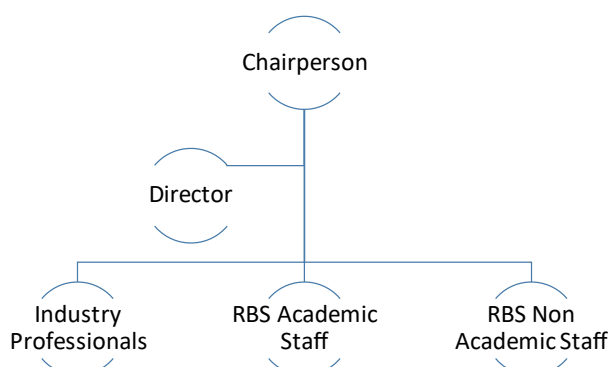 Chairperson
Director
Industry
Professionals
RBS Academic
Staff
RBS Non
Academic Staff